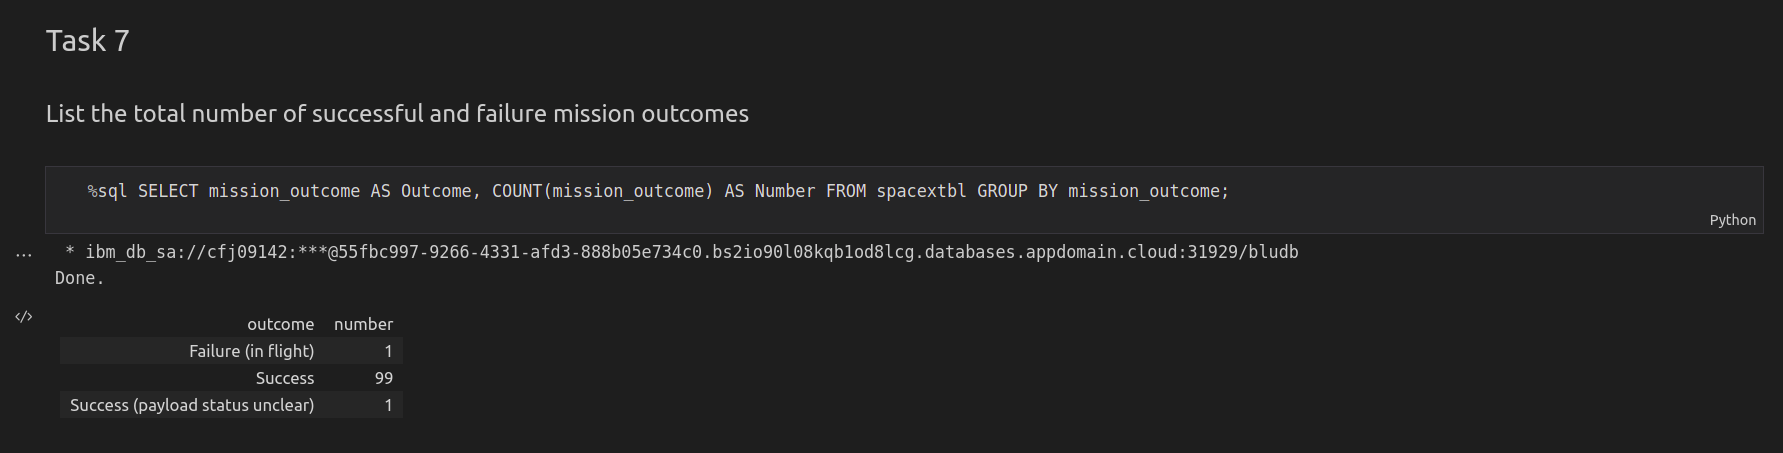 Task 7
List the total number of successful and failure mission outcomes
%sql SELECT mission_outcome AS Outcome, COUNT(mission_outcome) AS Number FROM spacextbl GROUP BY mission_outcome;
Python
* ibm_db_sa://cfj09142:***@55fbc997-9266-4331-afd3-888b05e734c0.bs2io90l08kqb1od8lcg.databases.appdomain.cloud:31929/bludb
Done.
outcome number
Failure (in flight) 1
Success 99
Success (payload status unclear) 1